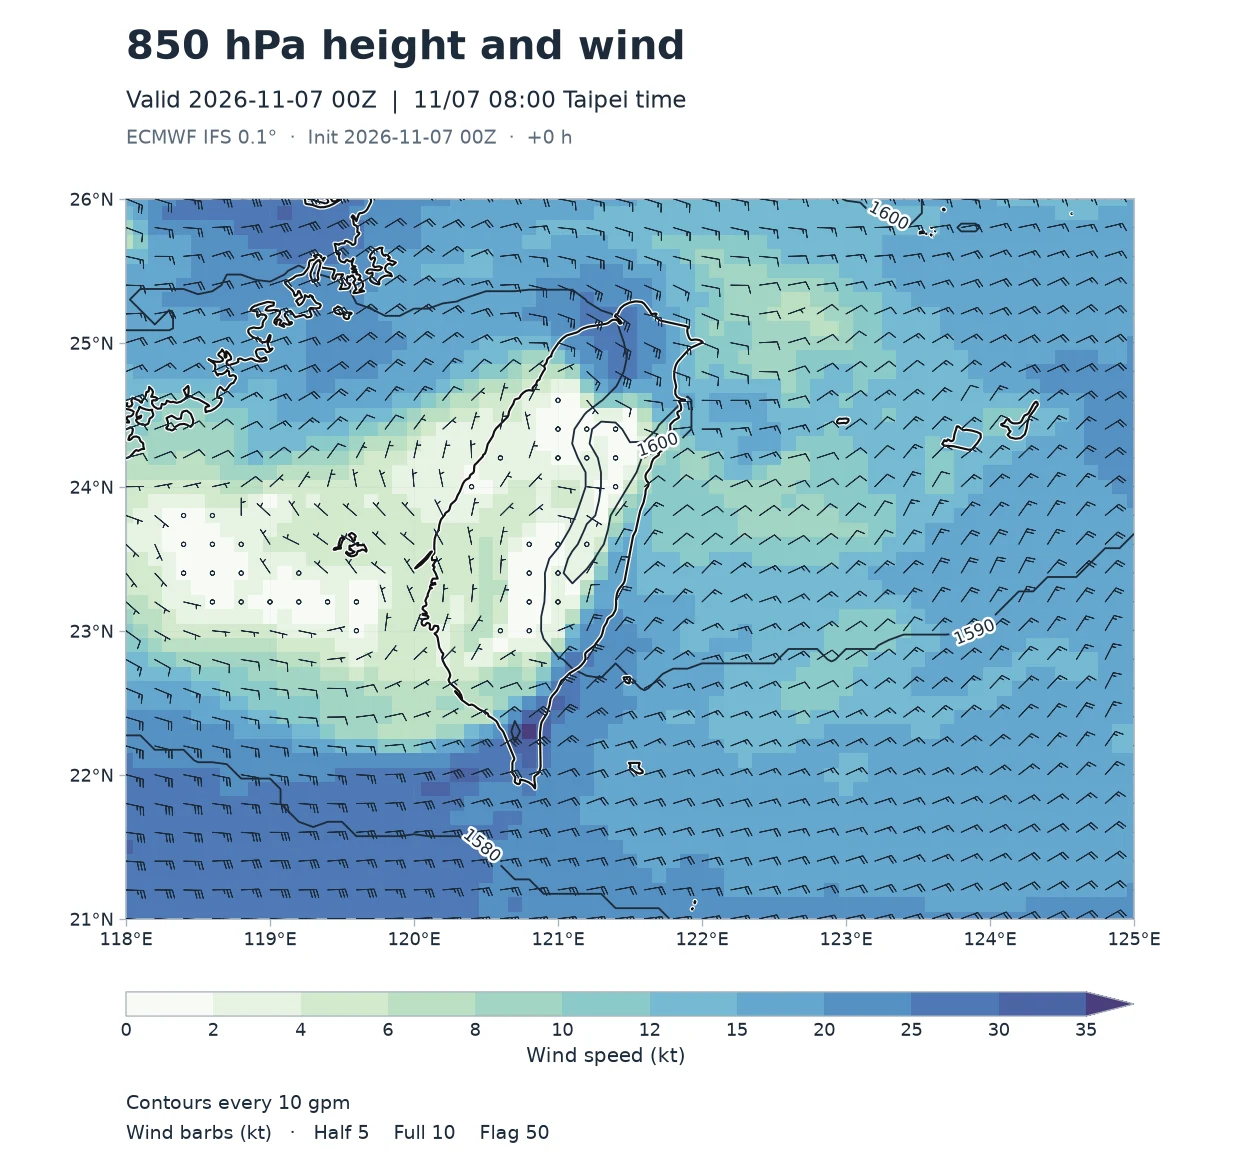 850 hPa height and wind
Valid 2026-11-07 00Z | 11/07 08:00 Taipei time
ECMWF IFS 0.1° · Init 2026-11-07 00Z · +0 h
26°N
1600
25°N
1600
24°N
23°N
1590
22°N
1580
21°N
118°E 119°E 120°E 121°E 122°E 123°E 124°E 125°E
0 2 4 6 8 10 12 15 20 25 30 35
Wind speed (kt)
Contours every 10 gpm
Wind barbs (kt) · Half 5 Full 10 Flag 50